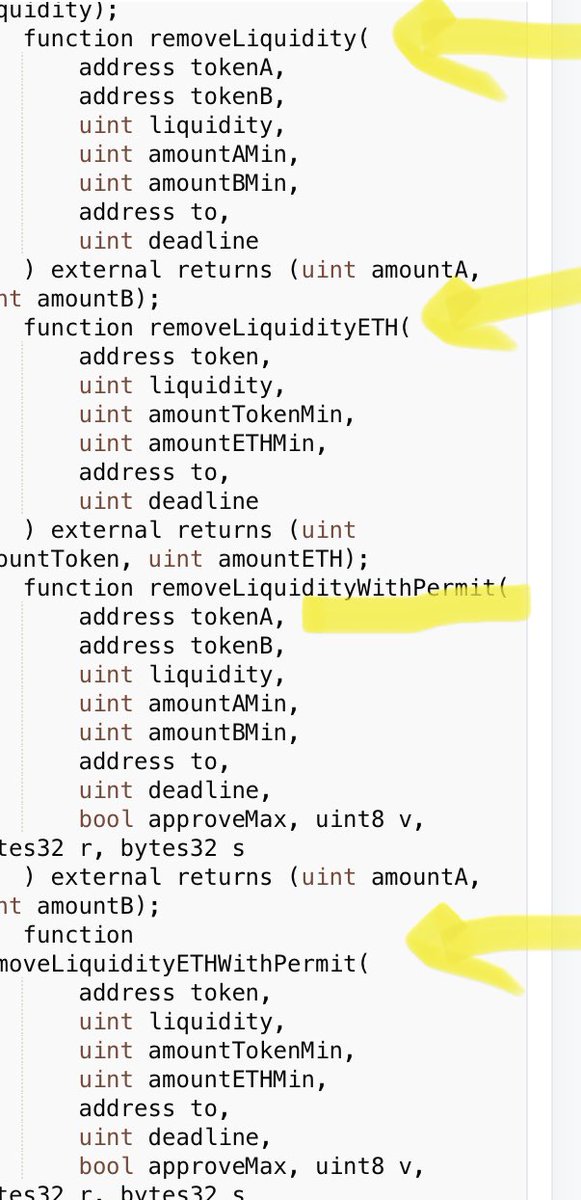 quidity);
function removeLiquidity(
address tokenA,
address tokenB,
uint liquidity,
uint amountAMin,
uint amountBMin,
address to,
uint deadline
) external returns (uint amountA,
nt amountB);
function removeLiquidityETH(
address token,
uint liquidity,
uint amountTokenMin,
uint amountETHMin,
address to,
uint deadline
) external returns (uint
ountToken, uint amountETH);
function removeLiquidityWithPermit(
address tokenA,
address tokenB,
uint liquidity,
uint amountAMin,
uint amountBMin,
address to,
uint deadline,
bool approveMax, uint8 v,
tes32 r, bytes32 s
) external returns (uint amountA,
nt amountB);
function
moveLiquidityETHWithPermit(
address token,
uint liquidity,
uint amountTokenMin,
uint amountETHMin,
address to,
uint deadline,
bool approveMax, uint8 v,
tes32 r, bytes32 s